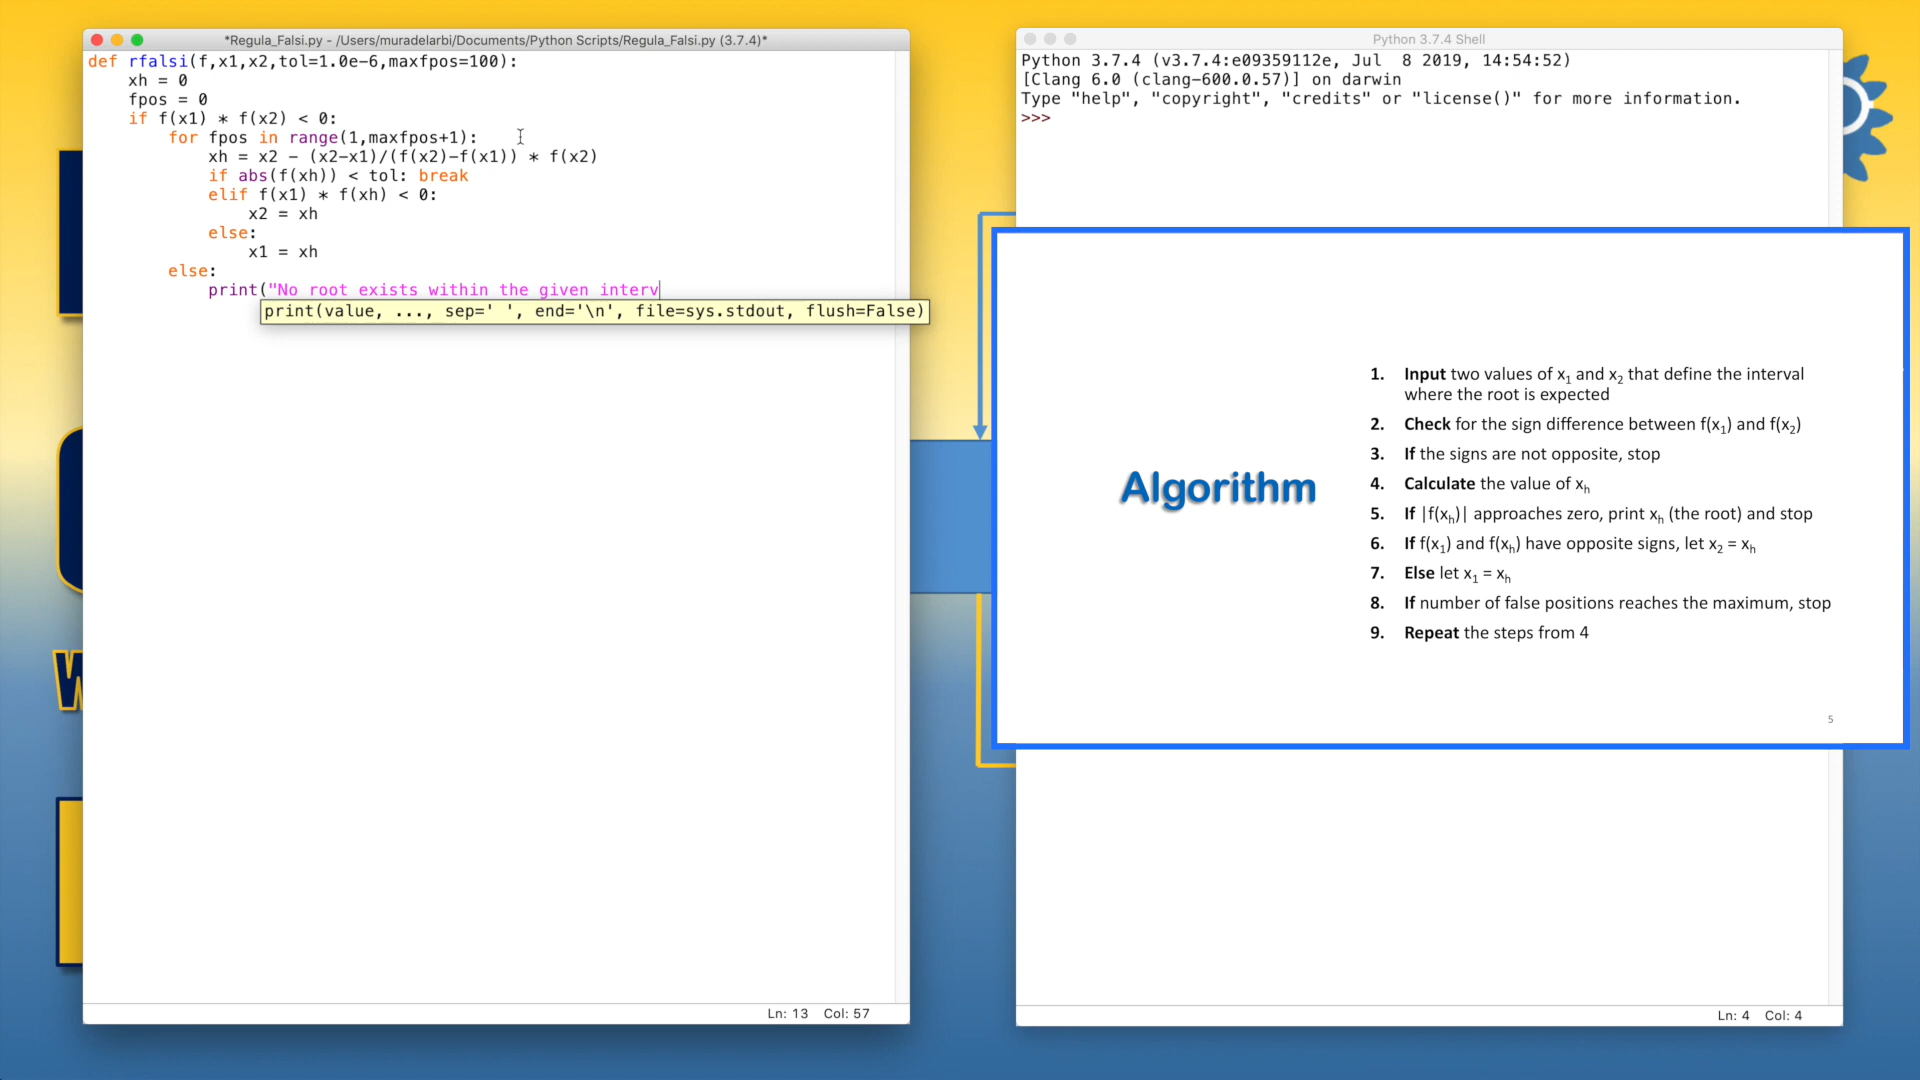 *Regula_Falsi.py - /Users/muradelarbi/Documents/Python Scripts/Regula_Falsi.py (3.7.4)*
def rfalsi(f,x1,x2,tol=1.0e-6,maxfpos=100):
    xh = 0
    fpos = 0
    if f(x1) * f(x2) < 0:
        for fpos in range(1,maxfpos+1):
            xh = x2 - (x2-x1)/(f(x2)-f(x1)) * f(x2)
            if abs(f(xh)) < tol: break
            elif f(x1) * f(xh) < 0:
                x2 = xh
            else:
                x1 = xh
        else:
            print("No root exists within the given interv
print(value, ..., sep=' ', end='\n', file=sys.stdout, flush=False)
Ln: 13 Col: 57
Python 3.7.4 Shell
Python 3.7.4 (v3.7.4:e09359112e, Jul  8 2019, 14:54:52)
[Clang 6.0 (clang-600.0.57)] on darwin
Type "help", "copyright", "credits" or "license()" for more information.
>>>
Algorithm
1. Input two values of x1 and x2 that define the interval
where the root is expected
2. Check for the sign difference between f(x1) and f(x2)
3. If the signs are not opposite, stop
4. Calculate the value of xh
5. If |f(xh)| approaches zero, print xh (the root) and stop
6. If f(x1) and f(xh) have opposite signs, let x2 = xh
7. Else let x1 = xh
8. If number of false positions reaches the maximum, stop
9. Repeat the steps from 4
5
Ln: 4 Col: 4
W